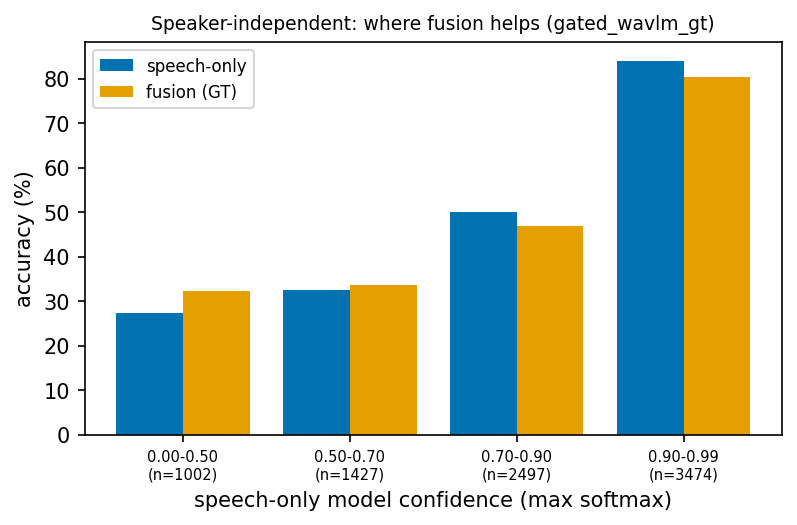 Speaker-independent: where fusion helps (gated_wavlm_gt)
speech-only
fusion (GT)
accuracy (%)
80
70
60
50
40
30
20
10
0
0.00-0.50
(n=1002)
0.50-0.70
(n=1427)
0.70-0.90
(n=2497)
0.90-0.99
(n=3474)
speech-only model confidence (max softmax)